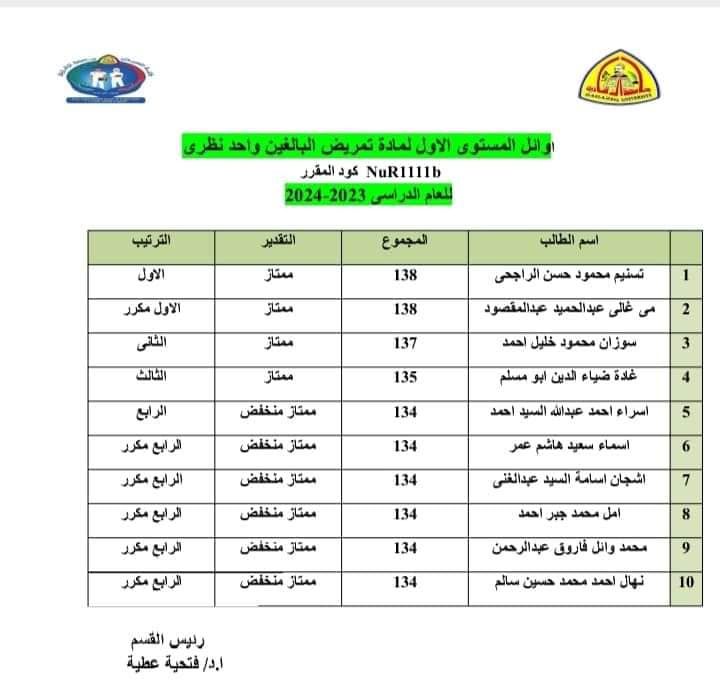 اوائل المستوى الاول لمادة تمريض البالغين واحد نظرى
NuR1111b كود المقرر
للعام الدراسى 2023-2024
اسم الطالب المجموع التقدير الترتيب
1 تسنيم محمود حسن الراجحى 138 ممتاز الاول
2 مى غالى عبدالحميد عبدالمقصود 138 ممتاز الاول مكرر
3 سوزان محمود خليل احمد 137 ممتاز الثانى
4 غادة ضياء الدين ابو مسلم 135 ممتاز الثالث
5 اسراء احمد عبدالله السيد احمد 134 ممتاز منخفض الرابع
6 اسماء سعيد هاشم عمر 134 ممتاز منخفض الرابع مكرر
7 اشجان اسامة السيد عبدالغنى 134 ممتاز منخفض الرابع مكرر
8 امل محمد جبر احمد 134 ممتاز منخفض الرابع مكرر
9 محمد وائل فاروق عبدالرحمن 134 ممتاز منخفض الرابع مكرر
10 نهال احمد محمد حسين سالم 134 ممتاز منخفض الرابع مكرر
رئيس القسم
ا.د/ فتحية عطية